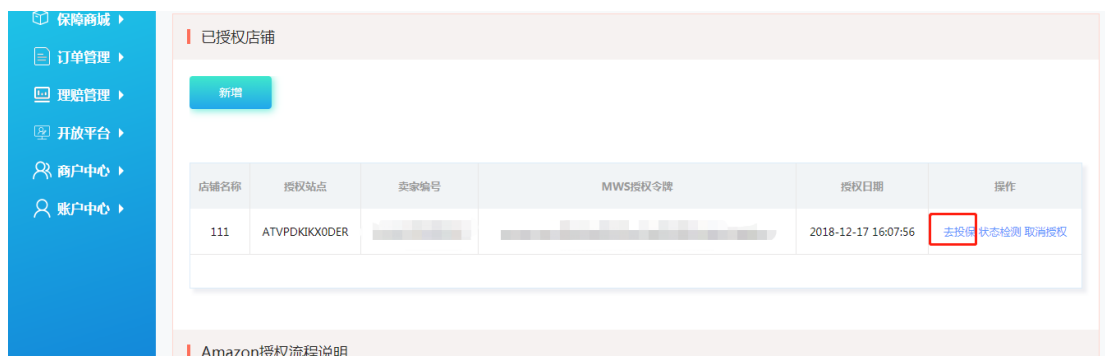 保障商城
订单管理
理赔管理
开放平台
商户中心
账户中心
已授权店铺
新增
店铺名称 授权站点 卖家编号 MWS授权令牌 授权日期 操作
111 ATVPDKIKX0DER 2018-12-17 16:07:56 去投保 状态检测 取消授权
Amazon授权流程说明